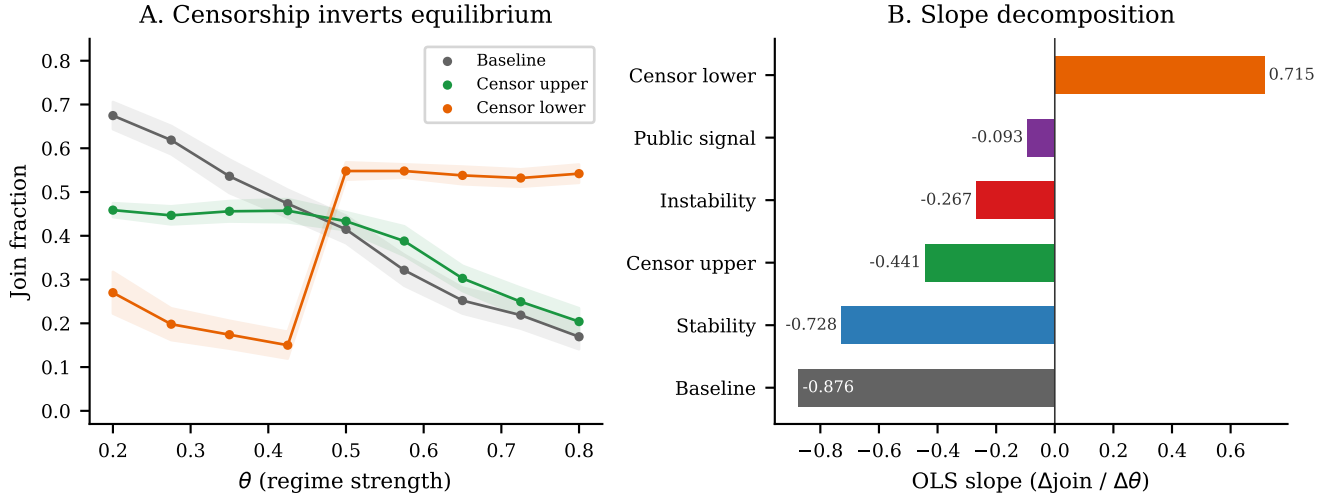 A. Censorship inverts equilibrium
Join fraction
0.8
0.7
0.6
0.5
0.4
0.3
0.2
0.1
0.0
Baseline
Censor upper
Censor lower
0.2 0.3 0.4 0.5 0.6 0.7 0.8
θ (regime strength)
B. Slope decomposition
Censor lower 0.715
Public signal -0.093
Instability -0.267
Censor upper -0.441
Stability -0.728
Baseline -0.876
−0.8 −0.6 −0.4 −0.2 0.0 0.2 0.4 0.6
OLS slope (Δjoin / Δθ)